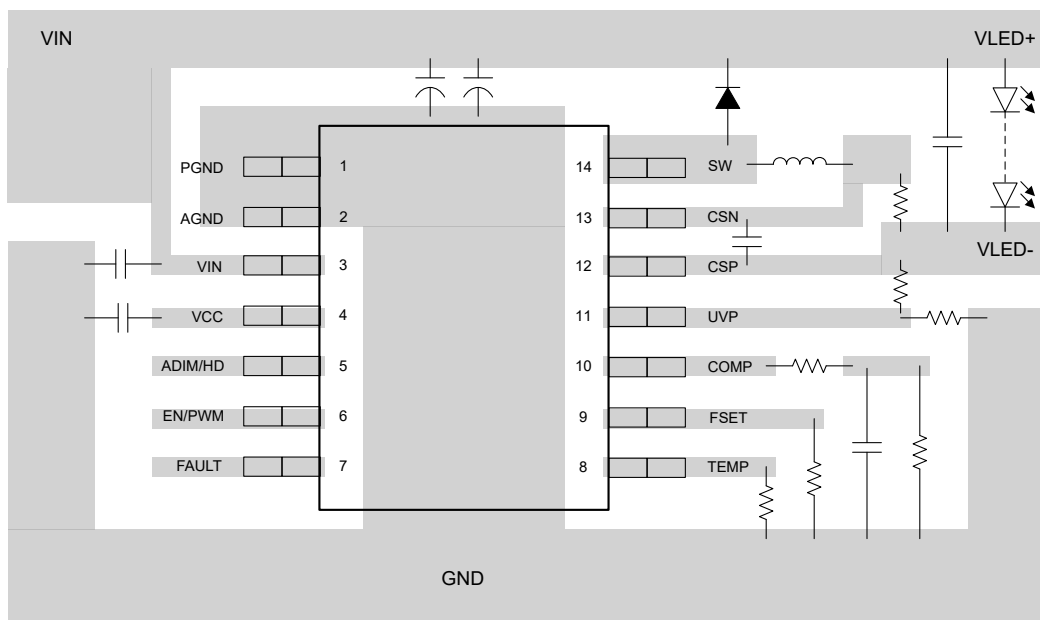 VIN VLED+
PGND 1 14 SW
AGND 2 13 CSN
VLED-
VIN 3 12 CSP
VCC 4 11 UVP
ADIM/HD 5 10 COMP
EN/PWM 6 9 FSET
FAULT 7 8 TEMP
GND